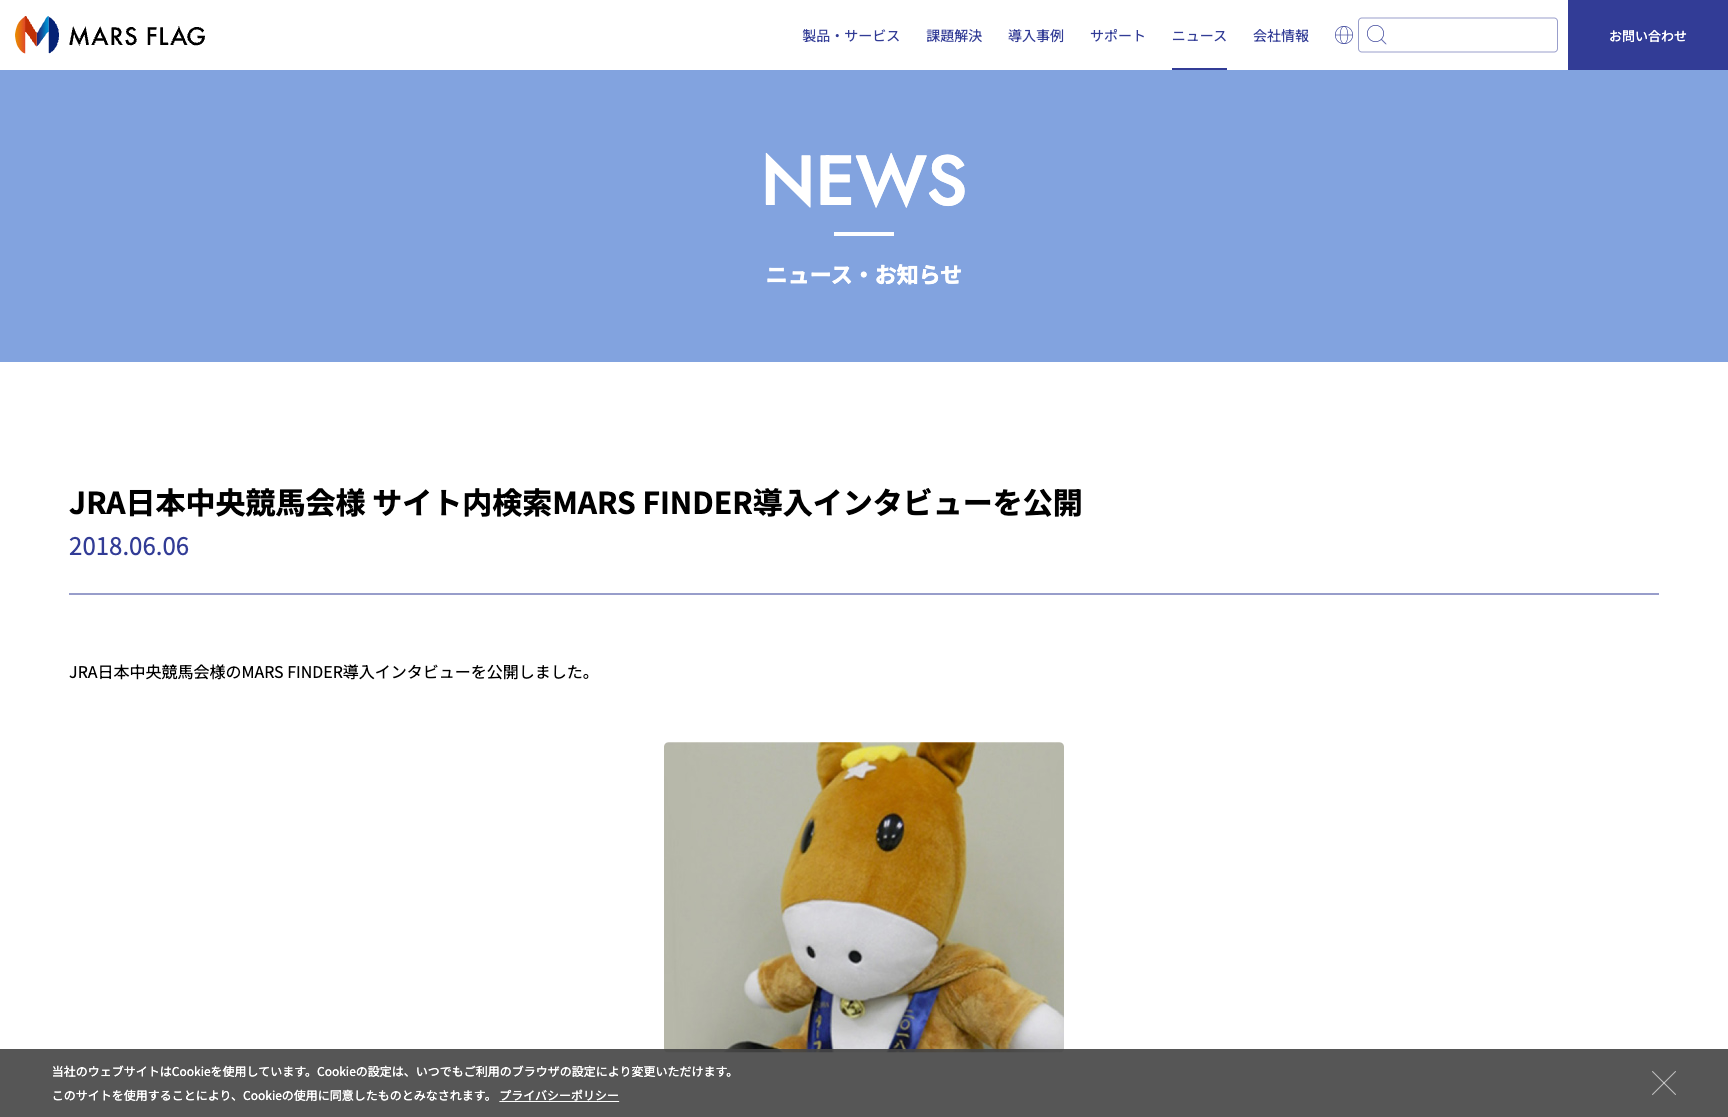 MARS FLAG
製品・サービス 課題解決 導入事例 サポート ニュース 会社情報 お問い合わせ
NEWS
ニュース・お知らせ
JRA日本中央競馬会様 サイト内検索MARS FINDER導入インタビューを公開
2018.06.06
JRA日本中央競馬会様のMARS FINDER導入インタビューを公開しました。
当社のウェブサイトはCookieを使用しています。Cookieの設定は、いつでもご利用のブラウザの設定により変更いただけます。
このサイトを使用することにより、Cookieの使用に同意したものとみなされます。 プライバシーポリシー